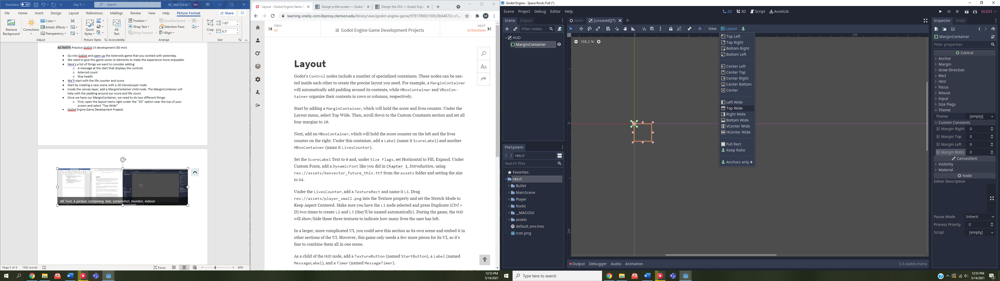 AutoSave Off
Day 5
Search
RE, MATTHEW J RM
File Home Insert Design Layout References Mailings Review View Help Picture Format Share
Remove Background
Corrections
Color
Artistic Effects
Transparency
Quick Styles
Alt Text
Position
Wrap Text
Bring Forward
Send Backward
Selection Pane
Align
Crop
1.83"
6.5"
Adjust Picture Styles Accessibility Arrange Size
ACTIVITY: Practice GoDot UI development (50 min)
Go into GoDot and open up the Asteroids game that you worked with yesterday.
We need to give this game some UI elements to make the experience more enjoyable.
Here's a list of things we want to consider adding:
A message at the start that displays the controls
Asteroid count
Ship health
We'll start with the life counter and score.
Start by creating a new scene with a 2D CanvasLayer node.
Inside the canvas layer, add a MarginContainer child node. The MarginContainer will
help with the padding around our score and life count.
Once we have our MarginContainer, we need to do two different things:
First, open the layout menu right under the "2D" option near the top of your
screen and select "Top Wide"
GoDot Engine Game Development Projects
Alt Text: A picture containing text, screenshot, monitor, indoor
Page 5 of 8 1582 words Focus 80%
Layout - Godot Engine Game D
Design a title screen — Godot
Design the GUI — Godot Engin
learning-oreilly-com.libproxy.clemson.edu/library/view/godot-engine-game/9781788831505/0b64672c-c1...
M
PREV
UI
Godot Engine Game Development Projects
NEXT
UI functions
AA
Layout
Godot's Control nodes include a number of specialized containers. These nodes can be nes-
ted inside each other to create the precise layout you need. For example, a MarginContainer
will automatically add padding around its contents, while HBoxContainer and VBoxCon-
tainer organize their contents in rows or columns, respectively.
Start by adding a MarginContainer, which will hold the score and lives counter. Under the
Layout menu, select Top Wide. Then, scroll down to the Custom Constants section and set all
four margins to 20.
Next, add an HBoxContainer, which will hold the score counter on the left and the lives
counter on the right. Under this container, add a Label (name it ScoreLabel) and another
HBoxContainer (name it LivesCounter).
Set the ScoreLabel Text to 0 and, under Size Flags, set Horizontal to Fill, Expand. Under
Custom Fonts, add a DynamicFont like you did in Chapter 1, Introduction, using
res://assets/kenvector_future_thin.ttf from the assets folder and setting the size
to 64.
Under the LivesCounter, add a TextureRect and name it L1. Drag
res://assets/player_small.png into the Texture property and set the Stretch Mode to
Keep Aspect Centered. Make sure you have the L1 node selected and press Duplicate (Ctrl +
D) two times to create L2 and L3 (they'll be named automatically). During the game, the HUD
will show/hide these three textures to indicate how many lives the user has left.
In a larger, more complicated UI, you could save this section as its own scene and embed it in
other sections of the UI. However, this game only needs a few more pieces for its UI, so it's
fine to combine them all in one scene.
As a child of the HUD node, add a TextureButton (named StartButton), a Label (named
MessageLabel), and a Timer (named MessageTimer).
Godot Engine - Space Rocks Full (*)
Scene Project Debug Editor Help
2D 3D Script AssetLib
GLES3
Scene Import
Filter nodes
HUD
MarginContainer
FileSystem
res://
Search files
Favorites:
res://
Bullet
MainScene
Player
Rocks
__MACOSX
assets
default_env.tres
icon.png
Main
[unsaved](*)
View Layout
168.2 %
0
500
0
250
Top Left
Top Right
Bottom Right
Bottom Left
Center Left
Center Top
Center Right
Center Bottom
Center
Left Wide
Top Wide
Right Wide
Bottom Wide
VCenter Wide
HCenter Wide
Full Rect
Keep Ratio
Anchors only
Output Debugger Audio Animation
3.3.stable.mono
Inspector Node
MarginContainer
Filter properties
Control
Anchor
Margin
Grow Direction
Rect
Hint
Focus
Mouse
Input
Size Flags
Theme
Theme [empty]
Custom Constants
Margin Right 0
Margin Top 0
Margin Left 0
Margin Botto 0
CanvasItem
Visibility
Material
Node
Editor Description
Pause Mode Inherit
Process Priority 0
Script [empty]
12:55 PM
5/14/2021
Type here to search
12:55 PM
5/14/2021